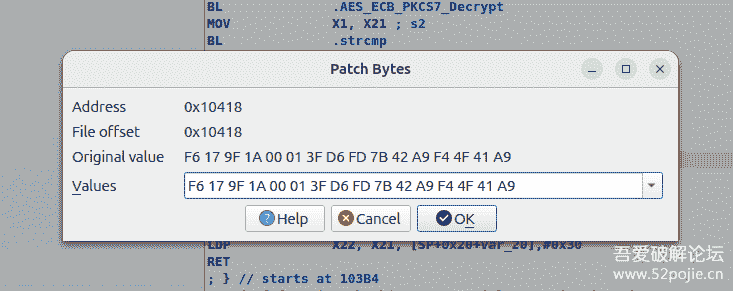 BL .AES_ECB_PKCS7_Decrypt
MOV X1, X21 ; s2
BL .strcmp
Patch Bytes
Address 0x10418
File offset 0x10418
Original value F6 17 9F 1A 00 01 3F D6 FD 7B 42 A9 F4 4F 41 A9
Values F6 17 9F 1A 00 01 3F D6 FD 7B 42 A9 F4 4F 41 A9
Help Cancel OK
LDP X22, X21, [SP+0x20+var_20],#0x30
RET
; } // starts at 103B4
吾爱破解论坛
www.52pojie.cn